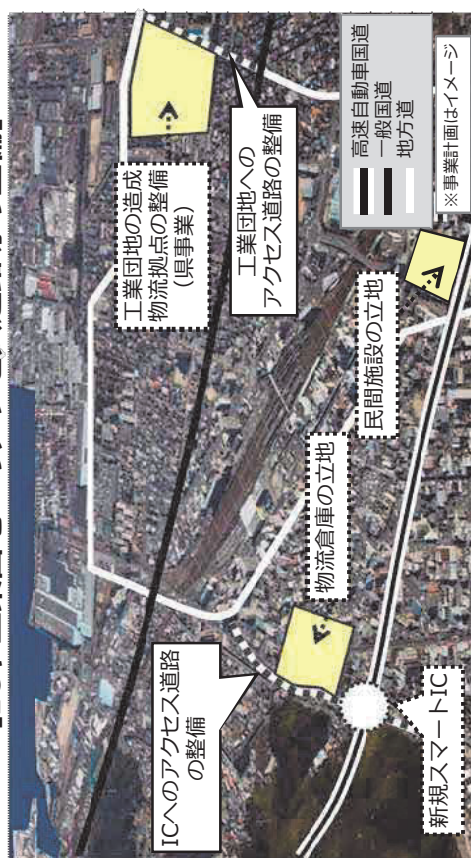 工業団地の造成
物流拠点の整備
(県事業)
工業団地への
アクセス道路の整備
高速自動車国道
一般国道
地方道
※事業計画はイメージ
民間施設の立地
物流倉庫の立地
ICへのアクセス道路
の整備
新規スマートIC